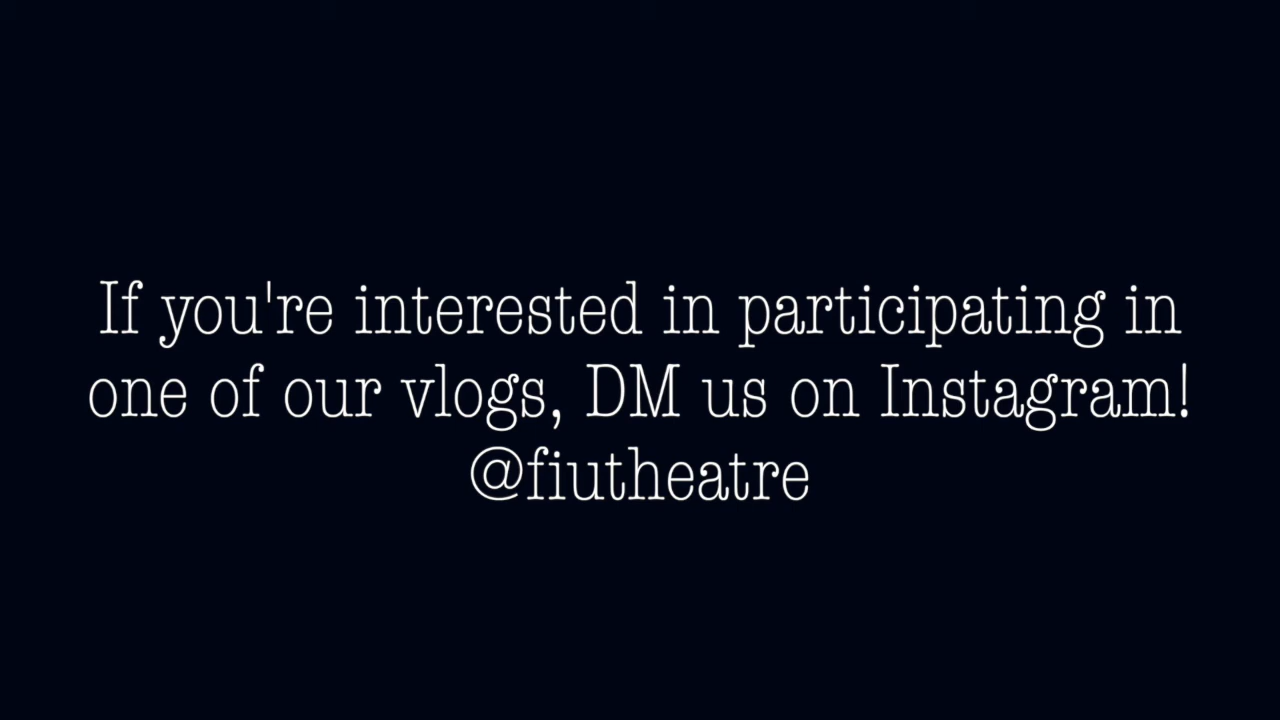 If you're interested in participating in
one of our vlogs, DM us on Instagram!
@fiutheatre